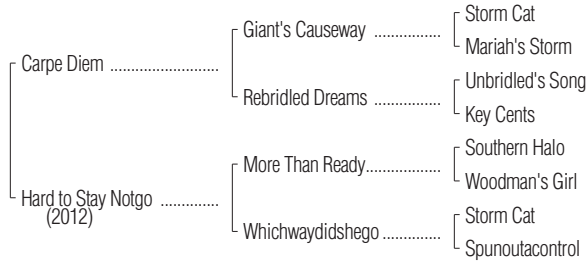 Storm Cat
Giant's Causeway ..................
Mariah's Storm
Carpe Diem ........................
Unbridled's Song
Rebridled Dreams ...............
Key Cents
Southern Halo
More Than Ready.................
Woodman's Girl
Hard to Stay Notgo ..............
(2012)
Storm Cat
Whichwaydidshego ..............
Spunoutacontrol